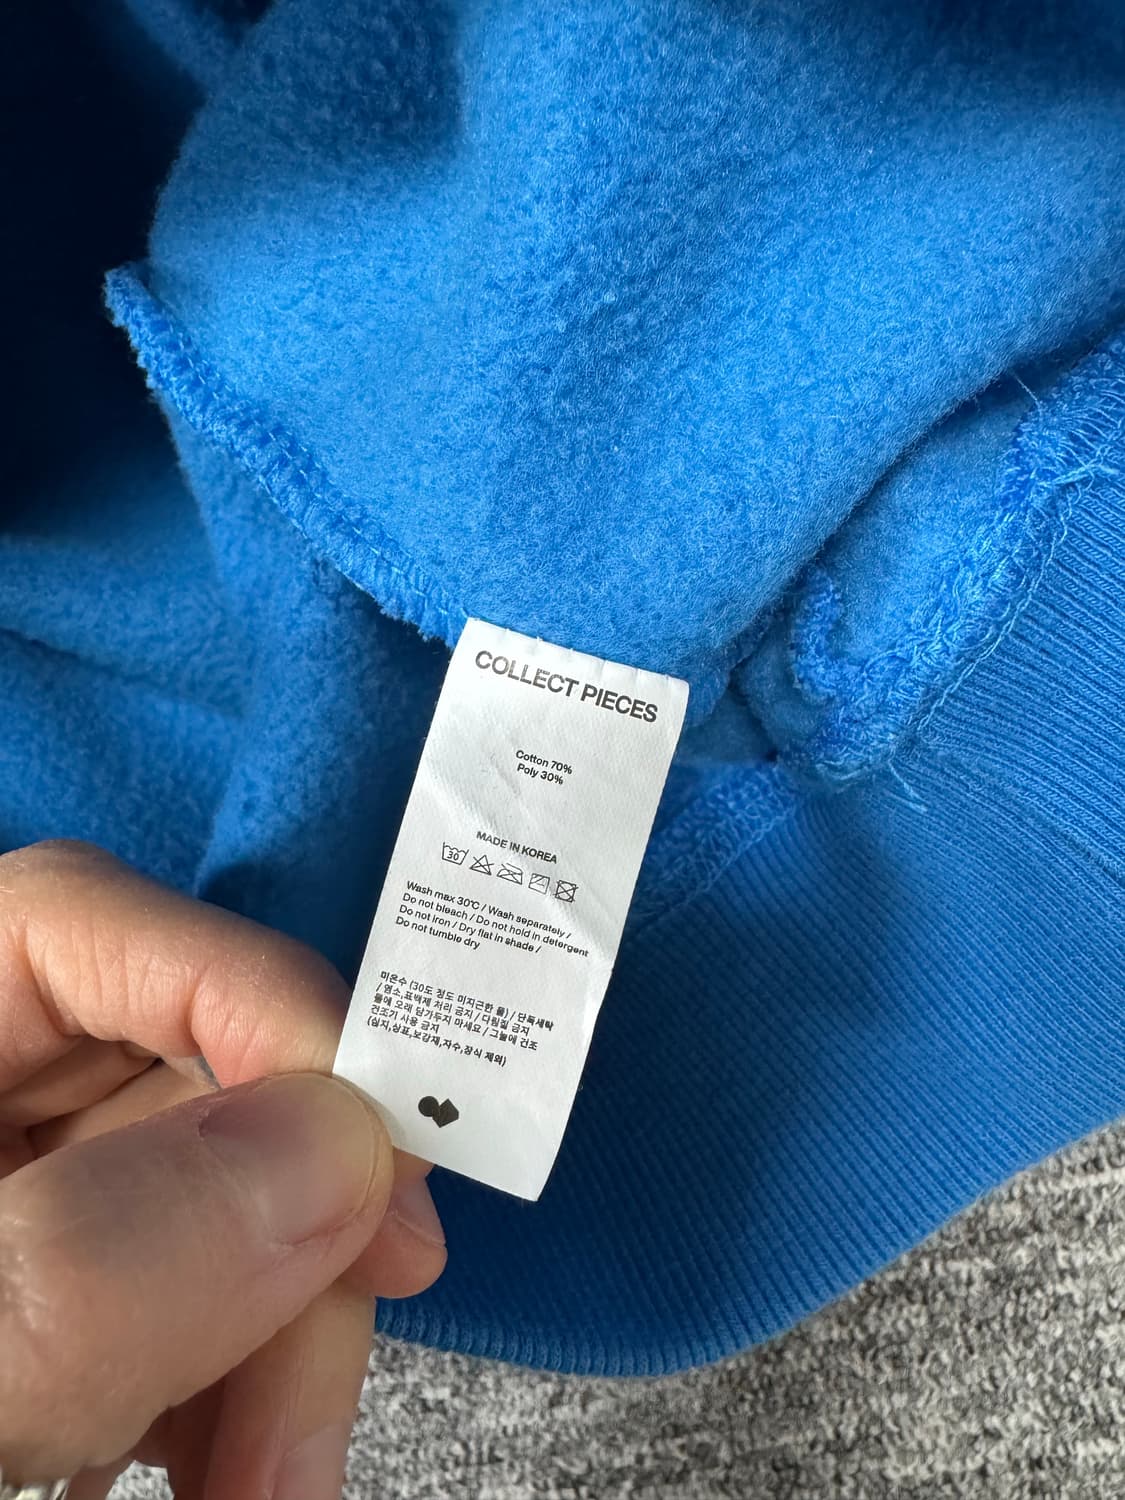 COLLECT PIECES
Cotton 70%
Poly 30%
MADE IN KOREA
30
Wash max 30℃ / Wash separately /
Do not bleach / Do not hold in detergent
Do not iron / Dry flat in shade /
Do not tumble dry
미온수 (30도 정도 미지근한 물) / 단독세탁
/ 염소,표백제 처리 금지 / 다림질 금지
물에 오래 담가두지 마세요 / 그늘에 건조
건조기 사용 금지
(심지,상표,보강재,자수,장식 제외)